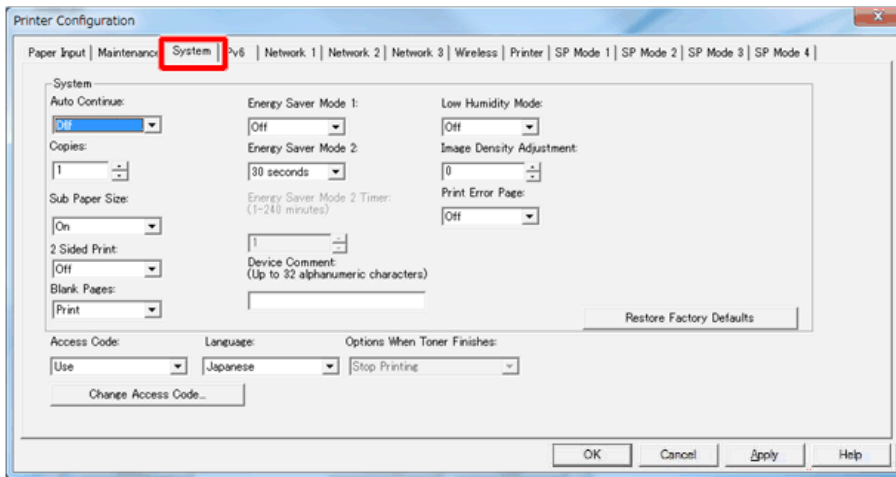 Printer Configuration
Paper Input | Maintenance | System | Pv6 | Network 1 | Network 2 | Network 3 | Wireless | Printer | SP Mode 1 | SP Mode 2 | SP Mode 3 | SP Mode 4 |
System
Auto Continue: Energy Saver Mode 1: Low Humidity Mode:
Off Off Off
Copies: Energy Saver Mode 2: Image Density Adjustment:
1 30 seconds 0
Sub Paper Size: Energy Saver Mode 2 Timer: Print Error Page:
(1-240 minutes)
On 1 Off
2 Sided Print: Device Comment:
Off (Up to 32 alphanumeric characters)
Blank Pages:
Print Restore Factory Defaults
Access Code: Language: Options When Toner Finishes:
Use Japanese Stop Printing
Change Access Code...
OK Cancel Apply Help